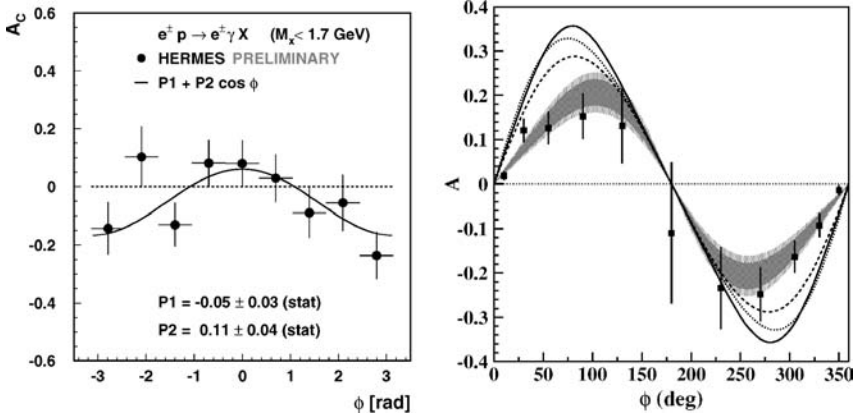 A_C
e± p → e± γ X (M_x < 1.7 GeV)
HERMES PRELIMINARY
P1 + P2 cos ϕ
0.6
0.4
0.2
0
-0.2
-0.4
-0.6
P1 = -0.05 ± 0.03 (stat)
P2 = 0.11 ± 0.04 (stat)
-3 -2 -1 0 1 2 3
ϕ [rad]
A
0.4
0.3
0.2
0.1
0
-0.1
-0.2
-0.3
-0.4
0 50 100 150 200 250 300 350
ϕ (deg)